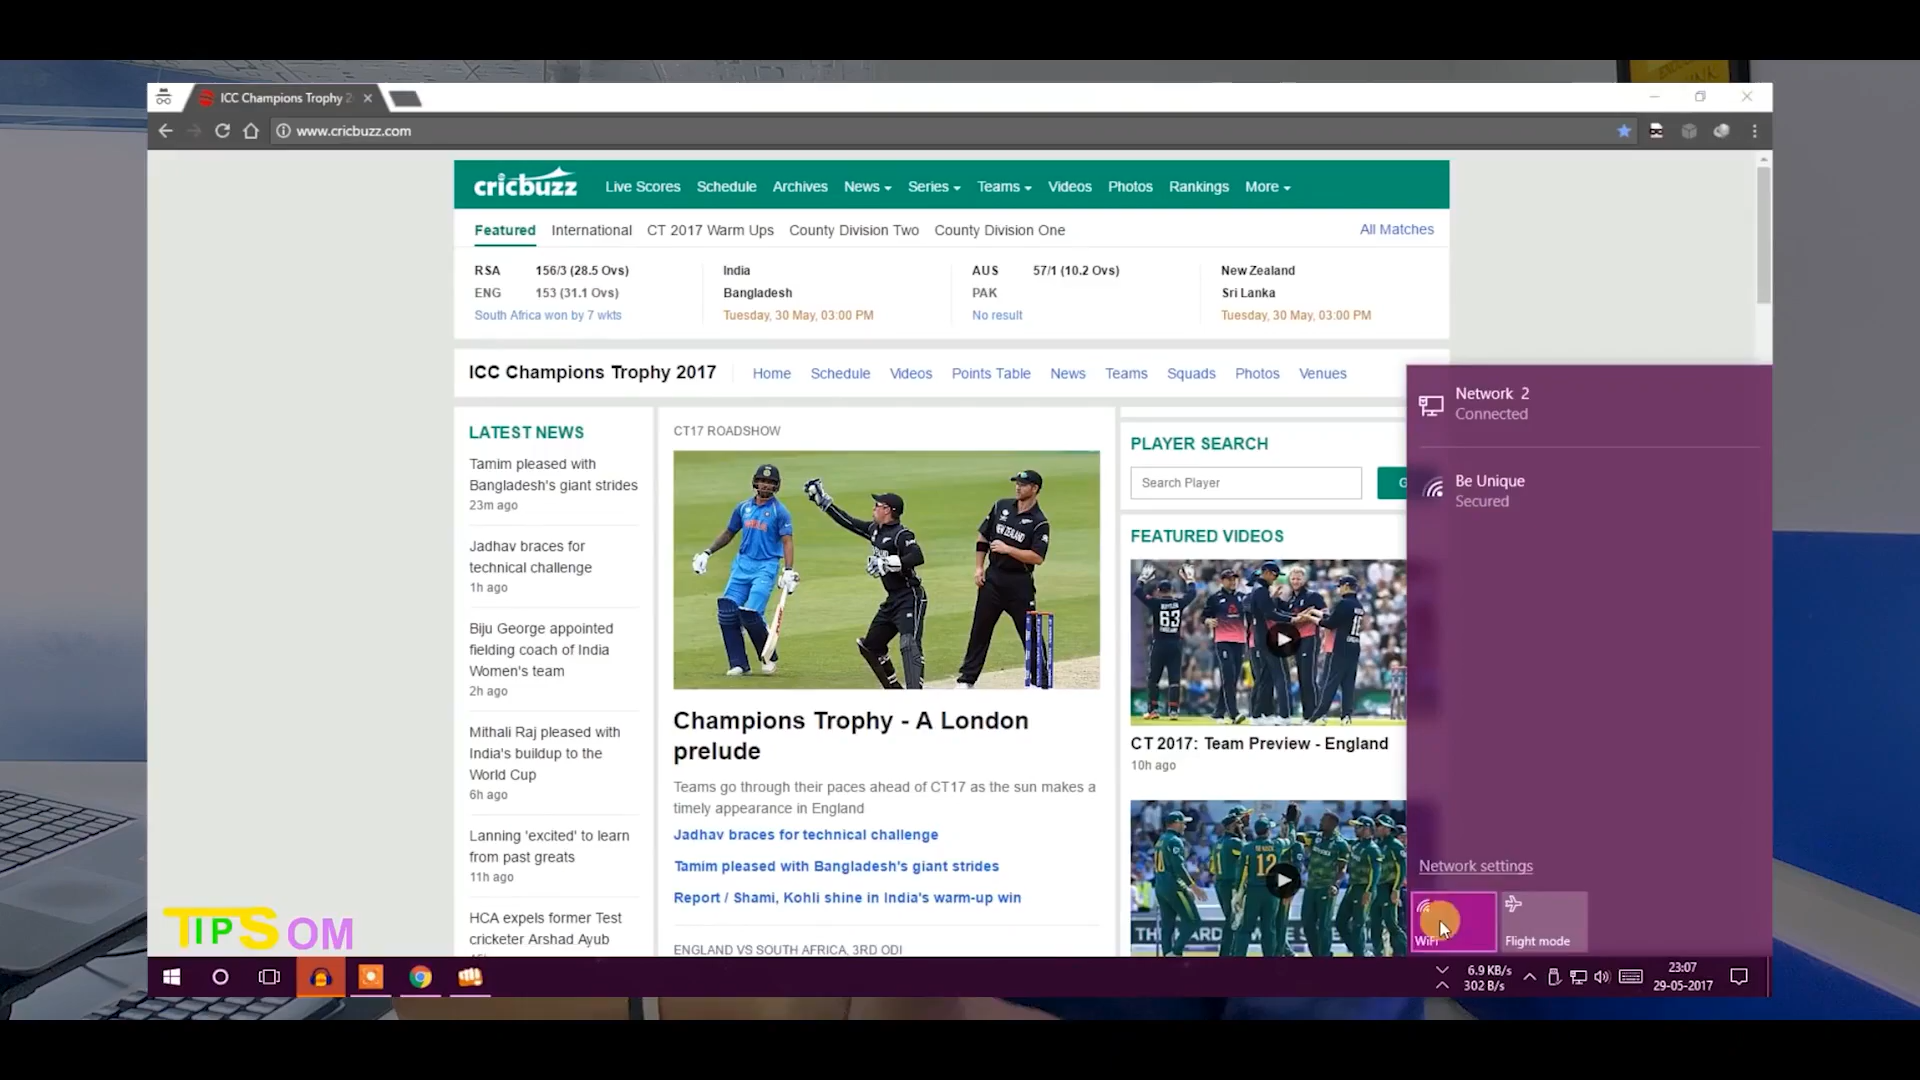 ICC Champions Trophy 2
www.cricbuzz.com
cricbuzz Live Scores Schedule Archives News Series Teams Videos Photos Rankings More
Featured International CT 2017 Warm Ups County Division Two County Division One All Matches
RSA 156/3 (28.5 Ovs)
ENG 153 (31.1 Ovs)
South Africa won by 7 wkts
India
Bangladesh
Tuesday, 30 May, 03:00 PM
AUS 57/1 (10.2 Ovs)
PAK
No result
New Zealand
Sri Lanka
Tuesday, 30 May, 03:00 PM
ICC Champions Trophy 2017 Home Schedule Videos Points Table News Teams Squads Photos Venues
LATEST NEWS
Tamim pleased with
Bangladesh's giant strides
23m ago
Jadhav braces for
technical challenge
1h ago
Biju George appointed
fielding coach of India
Women's team
2h ago
Mithali Raj pleased with
India's buildup to the
World Cup
6h ago
Lanning 'excited' to learn
from past greats
11h ago
HCA expels former Test
cricketer Arshad Ayub
CT17 ROADSHOW
INDIA
NEW ZEALAND
Champions Trophy - A London
prelude
Teams go through their paces ahead of CT17 as the sun makes a
timely appearance in England
Jadhav braces for technical challenge
Tamim pleased with Bangladesh's giant strides
Report / Shami, Kohli shine in India's warm-up win
ENGLAND VS SOUTH AFRICA, 3RD ODI
PLAYER SEARCH
Search Player
G
FEATURED VIDEOS
63
CT 2017: Team Preview - England
10h ago
12
Network 2
Connected
Be Unique
Secured
Network settings
WiFi
Flight mode
TIPS OM
6.9 KB/s
302 B/s
23:07
29-05-2017